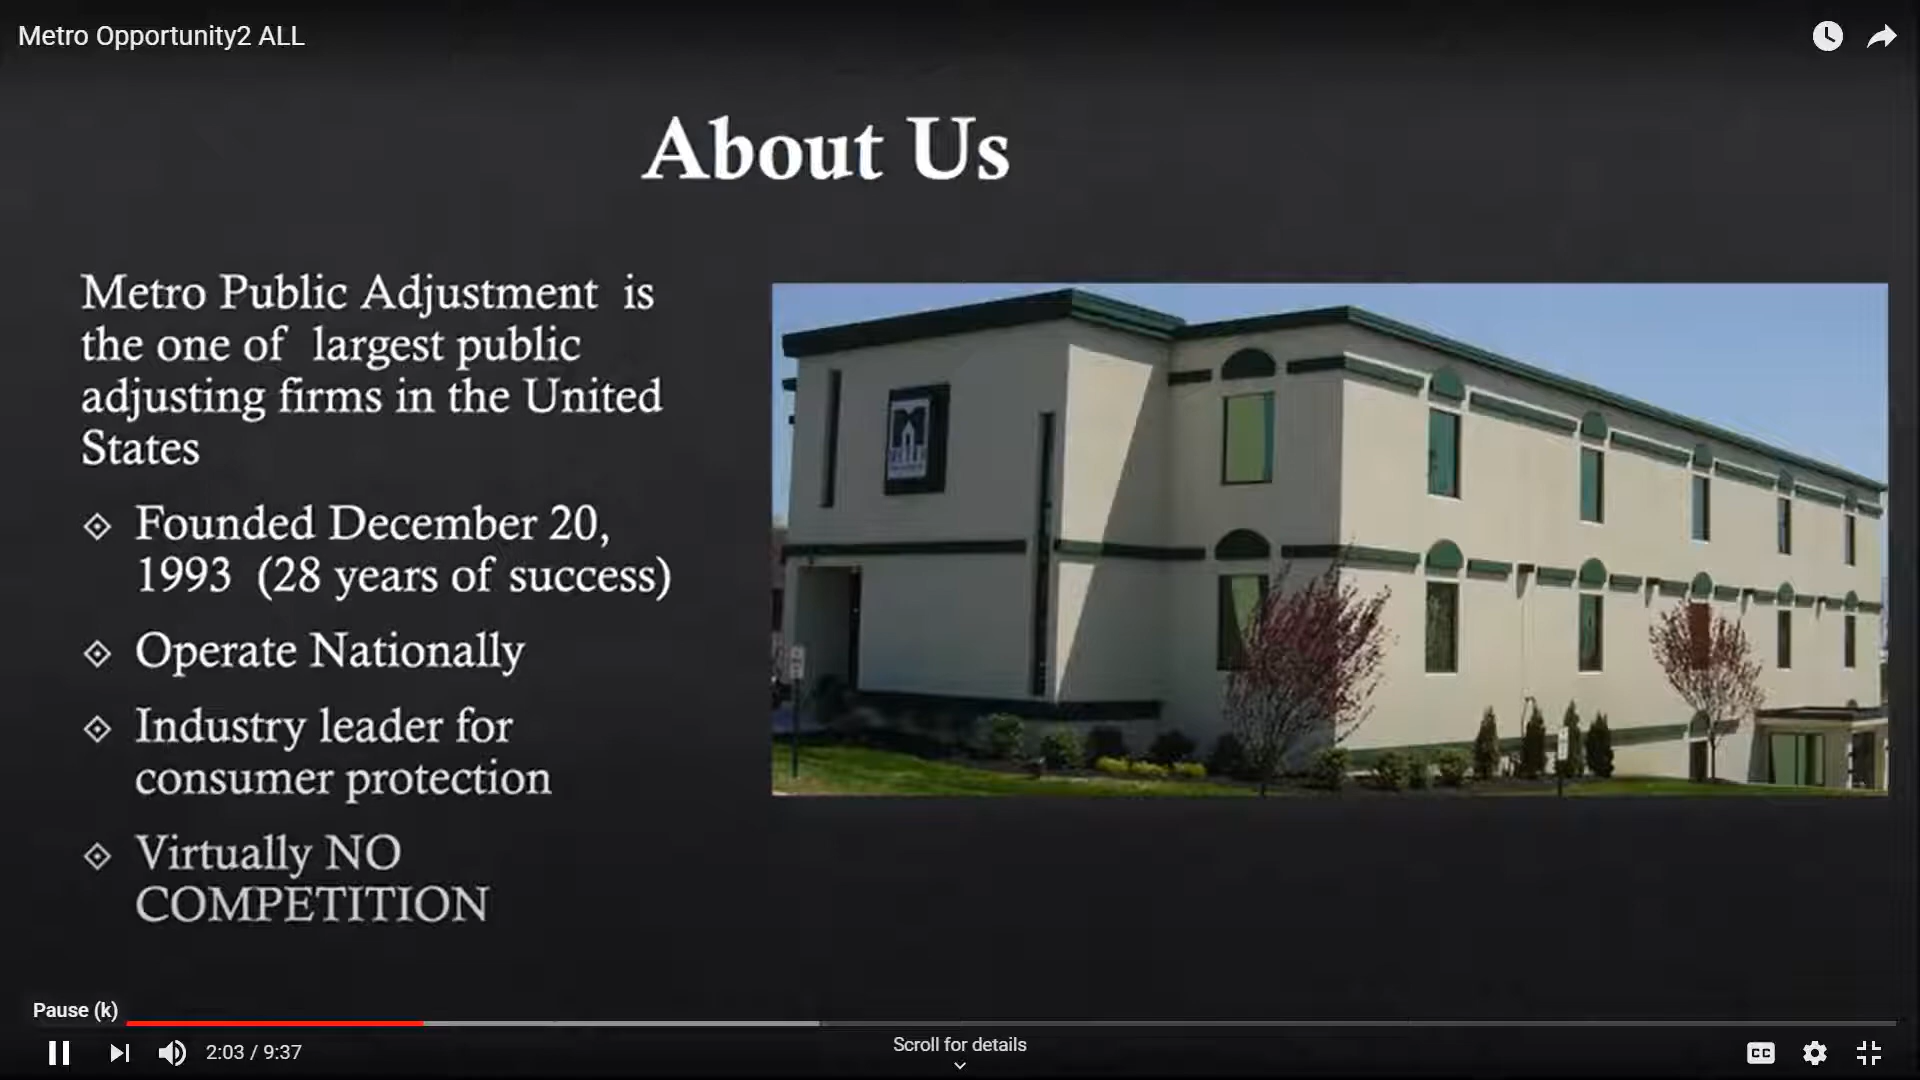 Metro Opportunity2 ALL
About Us
Metro Public Adjustment is
the one of largest public
adjusting firms in the United
States
Founded December 20,
1993 (28 years of success)
Operate Nationally
Industry leader for
consumer protection
Virtually NO
COMPETITION
Pause (k)
2:03 / 9:37
Scroll for details
CC